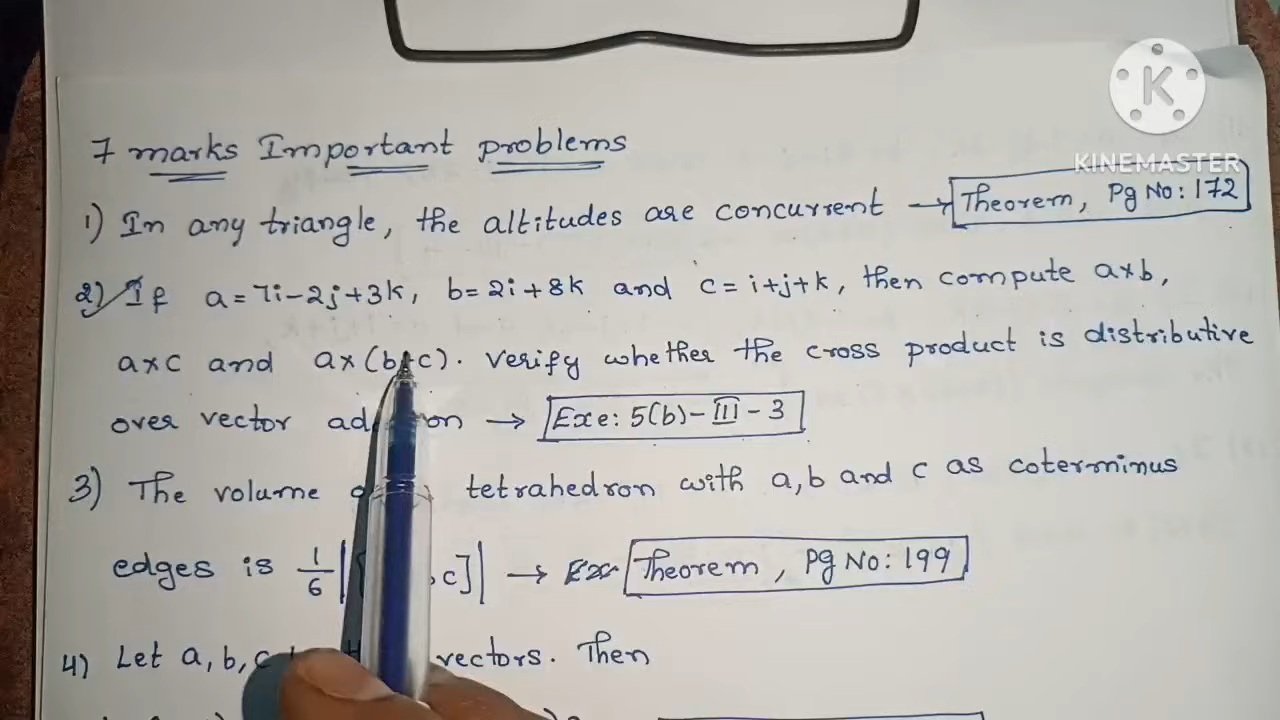 K
KINEMASTER
7 marks Important problems
1) In any triangle, the altitudes are concurrent → Theorem, Pg No: 172
2) If a = 7i-2j+3k, b = 2i+8k and c = i+j+k, then compute a×b,
a×c and a×(b+c). Verify whether the cross product is distributive
over vector → Exe: 5(b)-III-3
3) The volume tetrahedron with a,b and c as coterminus
edges is 1/6 |[ ,c]| → Theorem, Pg No: 199
4) Let a, b, c vectors. Then